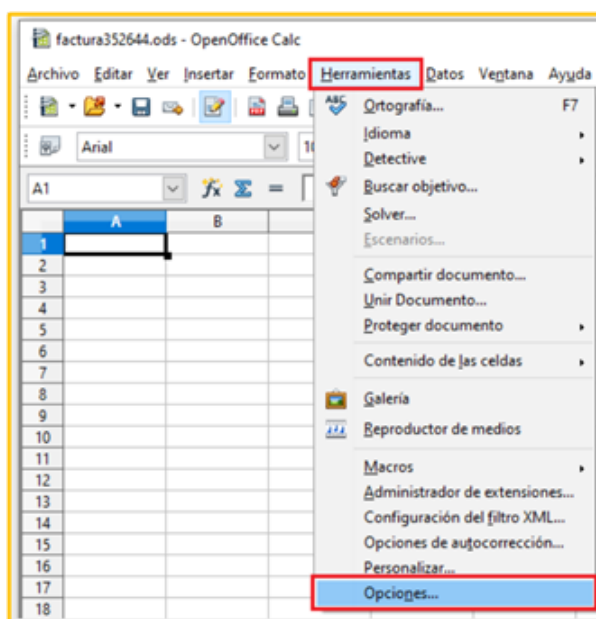 factura352644.ods - OpenOffice Calc
Archivo Editar Ver Insertar Formato Herramientas Datos Ventana Ayuda
ABC Ortografía... F7
Arial 10
Idioma
Detective
A1
Buscar objetivo...
Solver...
A B
Escenarios...
1
2
Compartir documento...
3
Unir Documento...
4
Proteger documento
5
6
Contenido de las celdas
7
8
Galería
9
10
Reproductor de medios
11
Macros
12
Administrador de extensiones...
13
Configuración del filtro XML...
14
Opciones de autocorrección...
15
16
Personalizar...
17
Opciones...
18